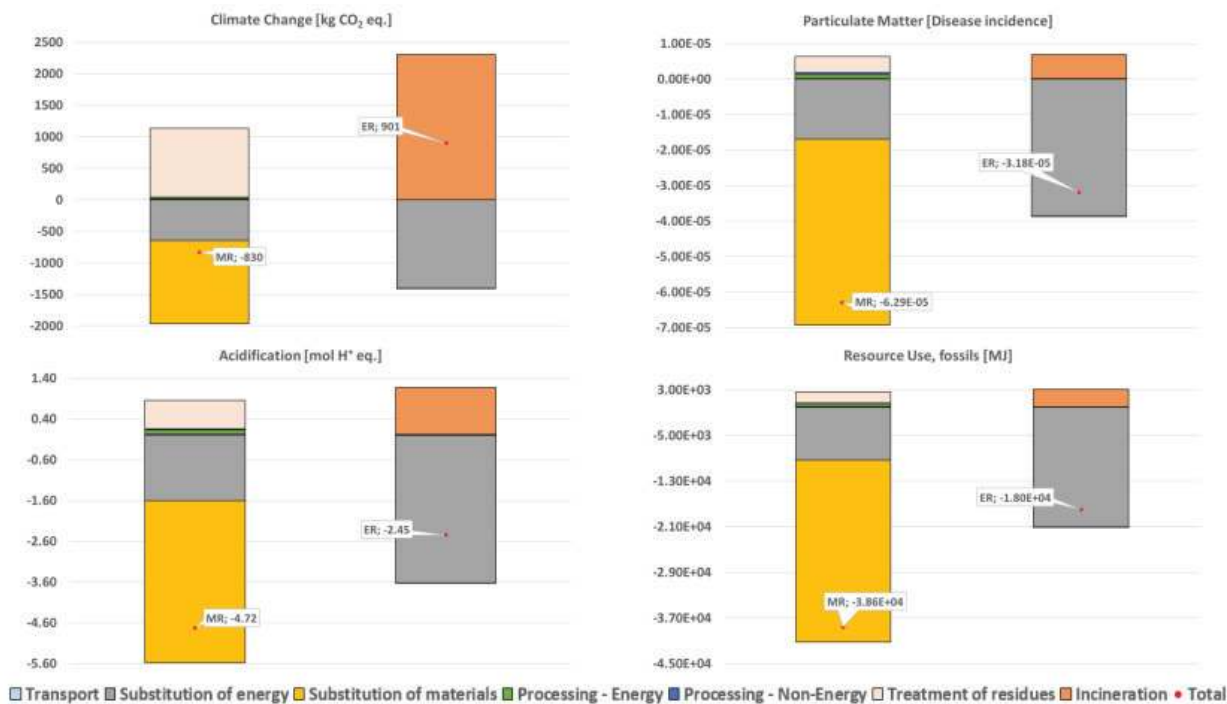 Climate Change [kg CO₂ eq.]
2500
2000
1500
1000
500
0
-500
-1000
-1500
-2000
ER; 901
MR; -830
Particulate Matter [Disease incidence]
1.00E-05
0.00E+00
-1.00E-05
-2.00E-05
-3.00E-05
-4.00E-05
-5.00E-05
-6.00E-05
-7.00E-05
ER; -3.18E-05
MR; -6.29E-05
Acidification [mol H⁺ eq.]
1.40
0.40
-0.60
-1.60
-2.60
-3.60
-4.60
-5.60
ER; -2.45
MR; -4.72
Resource Use, fossils [MJ]
3.00E+03
-5.00E+03
-1.30E+04
-2.10E+04
-2.90E+04
-3.70E+04
-4.50E+04
ER; -1.80E+04
MR; -3.86E+04
Transport Substitution of energy Substitution of materials Processing - Energy Processing - Non-Energy Treatment of residues Incineration Total